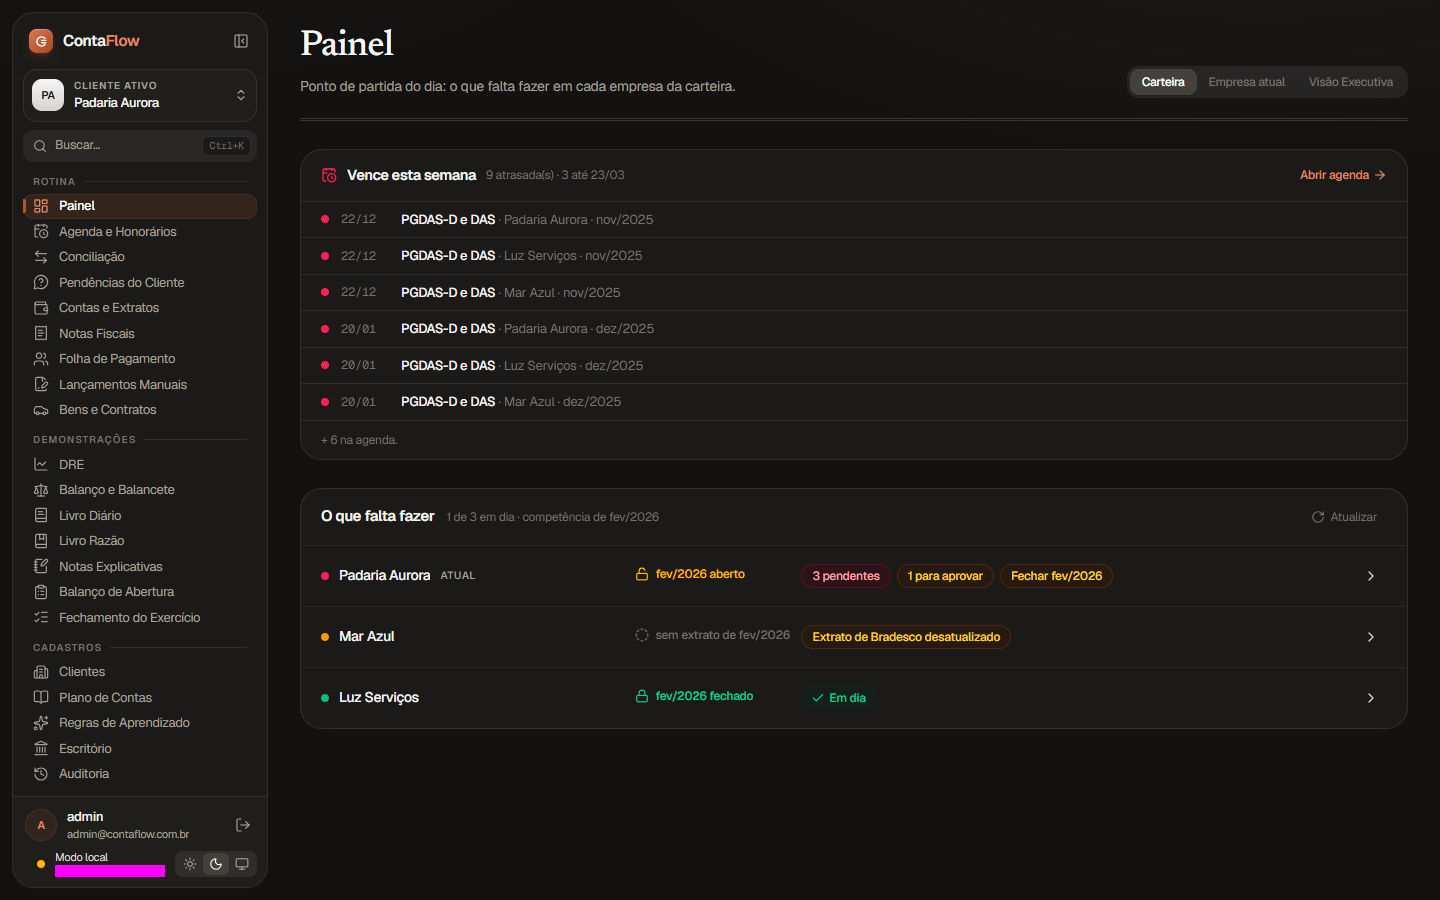 ContaFlow
PA
CLIENTE ATIVO
Padaria Aurora
Buscar...
Ctrl+K
ROTINA
Painel
Agenda e Honorários
Conciliação
Pendências do Cliente
Contas e Extratos
Notas Fiscais
Folha de Pagamento
Lançamentos Manuais
Bens e Contratos
DEMONSTRAÇÕES
DRE
Balanço e Balancete
Livro Diário
Livro Razão
Notas Explicativas
Balanço de Abertura
Fechamento do Exercício
CADASTROS
Clientes
Plano de Contas
Regras de Aprendizado
Escritório
Auditoria
A
admin
admin@contaflow.com.br
Modo local
Painel
Ponto de partida do dia: o que falta fazer em cada empresa da carteira.
Carteira Empresa atual Visão Executiva
Vence esta semana 9 atrasada(s) · 3 até 23/03 Abrir agenda
22/12 PGDAS-D e DAS · Padaria Aurora · nov/2025
22/12 PGDAS-D e DAS · Luz Serviços · nov/2025
22/12 PGDAS-D e DAS · Mar Azul · nov/2025
20/01 PGDAS-D e DAS · Padaria Aurora · dez/2025
20/01 PGDAS-D e DAS · Luz Serviços · dez/2025
20/01 PGDAS-D e DAS · Mar Azul · dez/2025
+ 6 na agenda.
O que falta fazer 1 de 3 em dia · competência de fev/2026 Atualizar
Padaria Aurora ATUAL fev/2026 aberto 3 pendentes 1 para aprovar Fechar fev/2026
Mar Azul sem extrato de fev/2026 Extrato de Bradesco desatualizado
Luz Serviços fev/2026 fechado Em dia